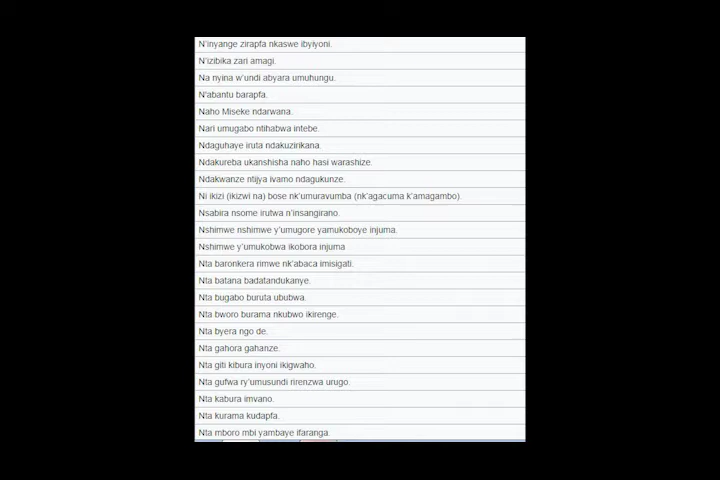 N'inyange zirapfa nkaswe ibyiyoni.
N'izibika zari amagi.
Na nyina w'undi abyara umuhungu.
N'abantu barapfa.
Naho Miseke ndarwana.
Nari umugabo ntihabwa intebe.
Ndaguhaye iruta ndakuzirikana.
Ndakureba ukanshisha naho hasi warashize.
Ndakwanze ntijya ivamo ndagukunze.
Ni ikizi (ikizwi na) bose nk'umuravumba (nk'agacuma k'amagambo).
Nsabira nsome irutwa n'insangirano.
Nshimwe nshimwe y'umugore yamukoboye injuma.
Nshimwe y'umukobwa ikobora injuma
Nta baronkera rimwe nk'abaca imisigati.
Nta batana badatandukanye.
Nta bugabo buruta ububwa.
Nta bworo burama nkubwo ikirenge.
Nta byera ngo de.
Nta gahora gahanze.
Nta giti kibura inyoni ikigwaho.
Nta gufwa ry'umusundi rirenzwa urugo.
Nta kabura imvano.
Nta kurama kudapfa.
Nta mboro mbi yambaye ifaranga.